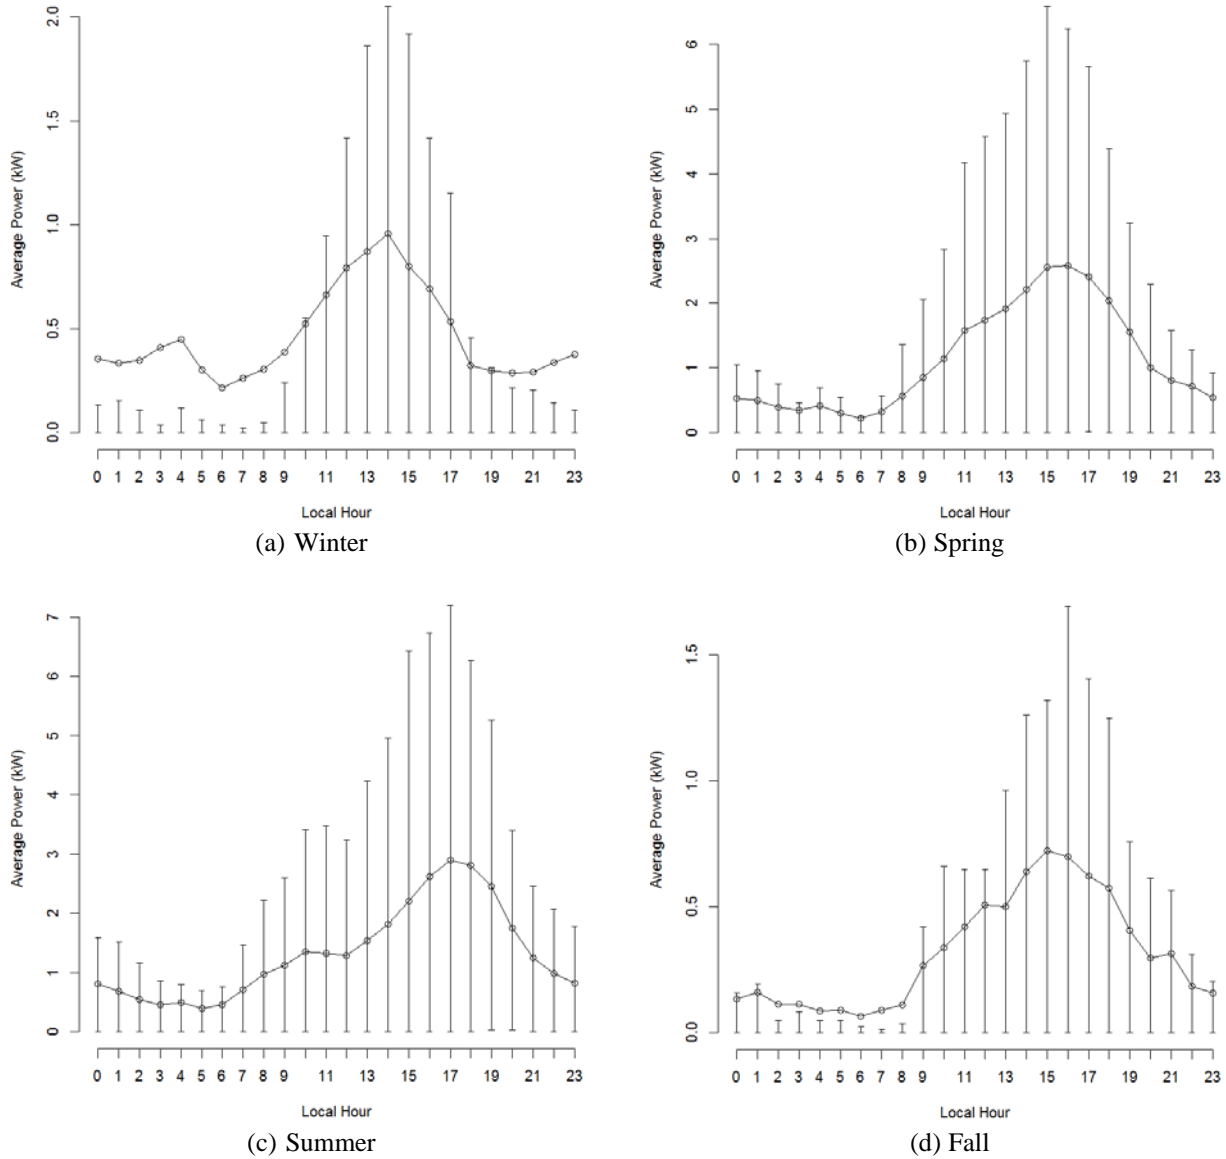 Average Power (kW)
0.0 0.5 1.0 1.5 2.0
0 1 2 3 4 5 6 7 8 9 11 13 15 17 19 21 23
Local Hour
(a) Winter
Average Power (kW)
0 1 2 3 4 5 6
0 1 2 3 4 5 6 7 8 9 11 13 15 17 19 21 23
Local Hour
(b) Spring
Average Power (kW)
0 1 2 3 4 5 6 7
0 1 2 3 4 5 6 7 8 9 11 13 15 17 19 21 23
Local Hour
(c) Summer
Average Power (kW)
0.0 0.5 1.0 1.5
0 1 2 3 4 5 6 7 8 9 11 13 15 17 19 21 23
Local Hour
(d) Fall